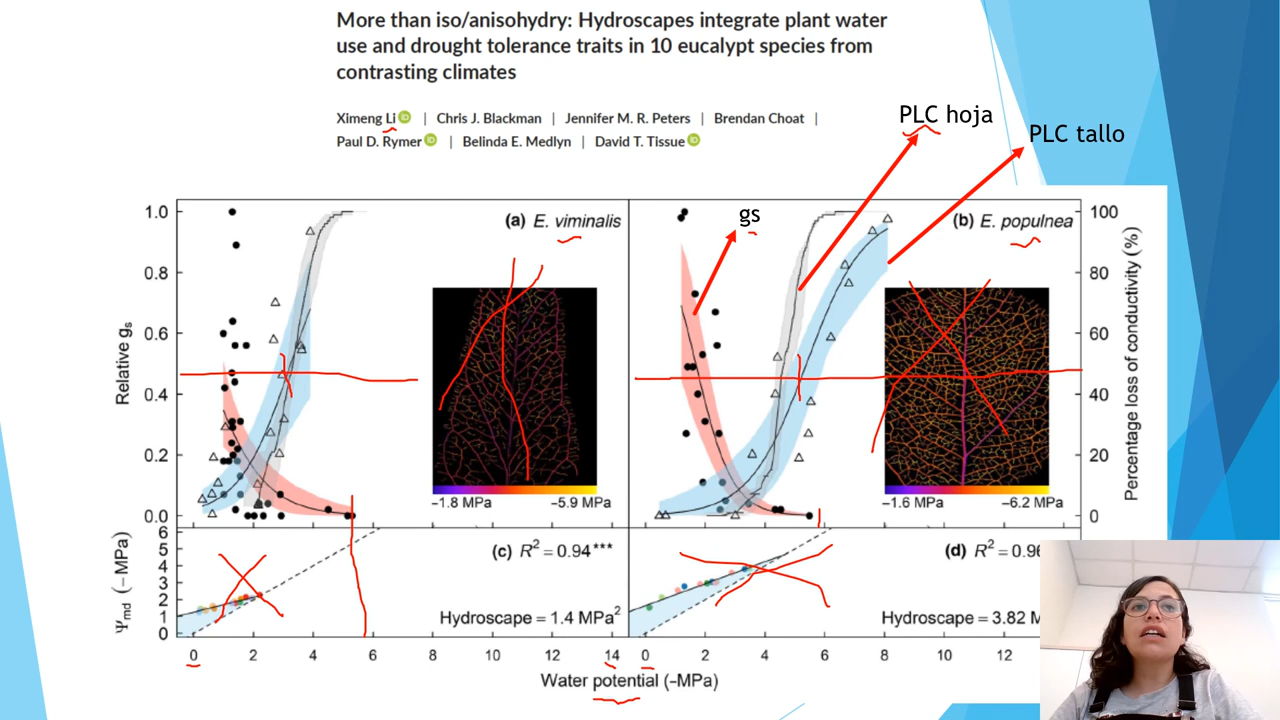 More than iso/anisohydry: Hydroscapes integrate plant water
use and drought tolerance traits in 10 eucalypt species from
contrasting climates
Ximeng Li iD | Chris J. Blackman | Jennifer M. R. Peters | Brendan Choat |
Paul D. Rymer iD | Belinda E. Medlyn | David T. Tissue iD
PLC hoja
PLC tallo
gs
(a) E. viminalis
(b) E. populnea
1.0
0.8
0.6
0.4
0.2
0.0
Relative gs
100
80
60
40
20
0
Percentage loss of conductivity (%)
−1.8 MPa −5.9 MPa
−1.6 MPa −6.2 MPa
6
5
4
3
2
1
0
Ψmd (−MPa)
(c) R² = 0.94***
Hydroscape = 1.4 MPa²
(d) R² = 0.96
Hydroscape = 3.82 M
0 2 4 6 10 12 14 0 2 4 6 8 10 12
Water potential (–MPa)